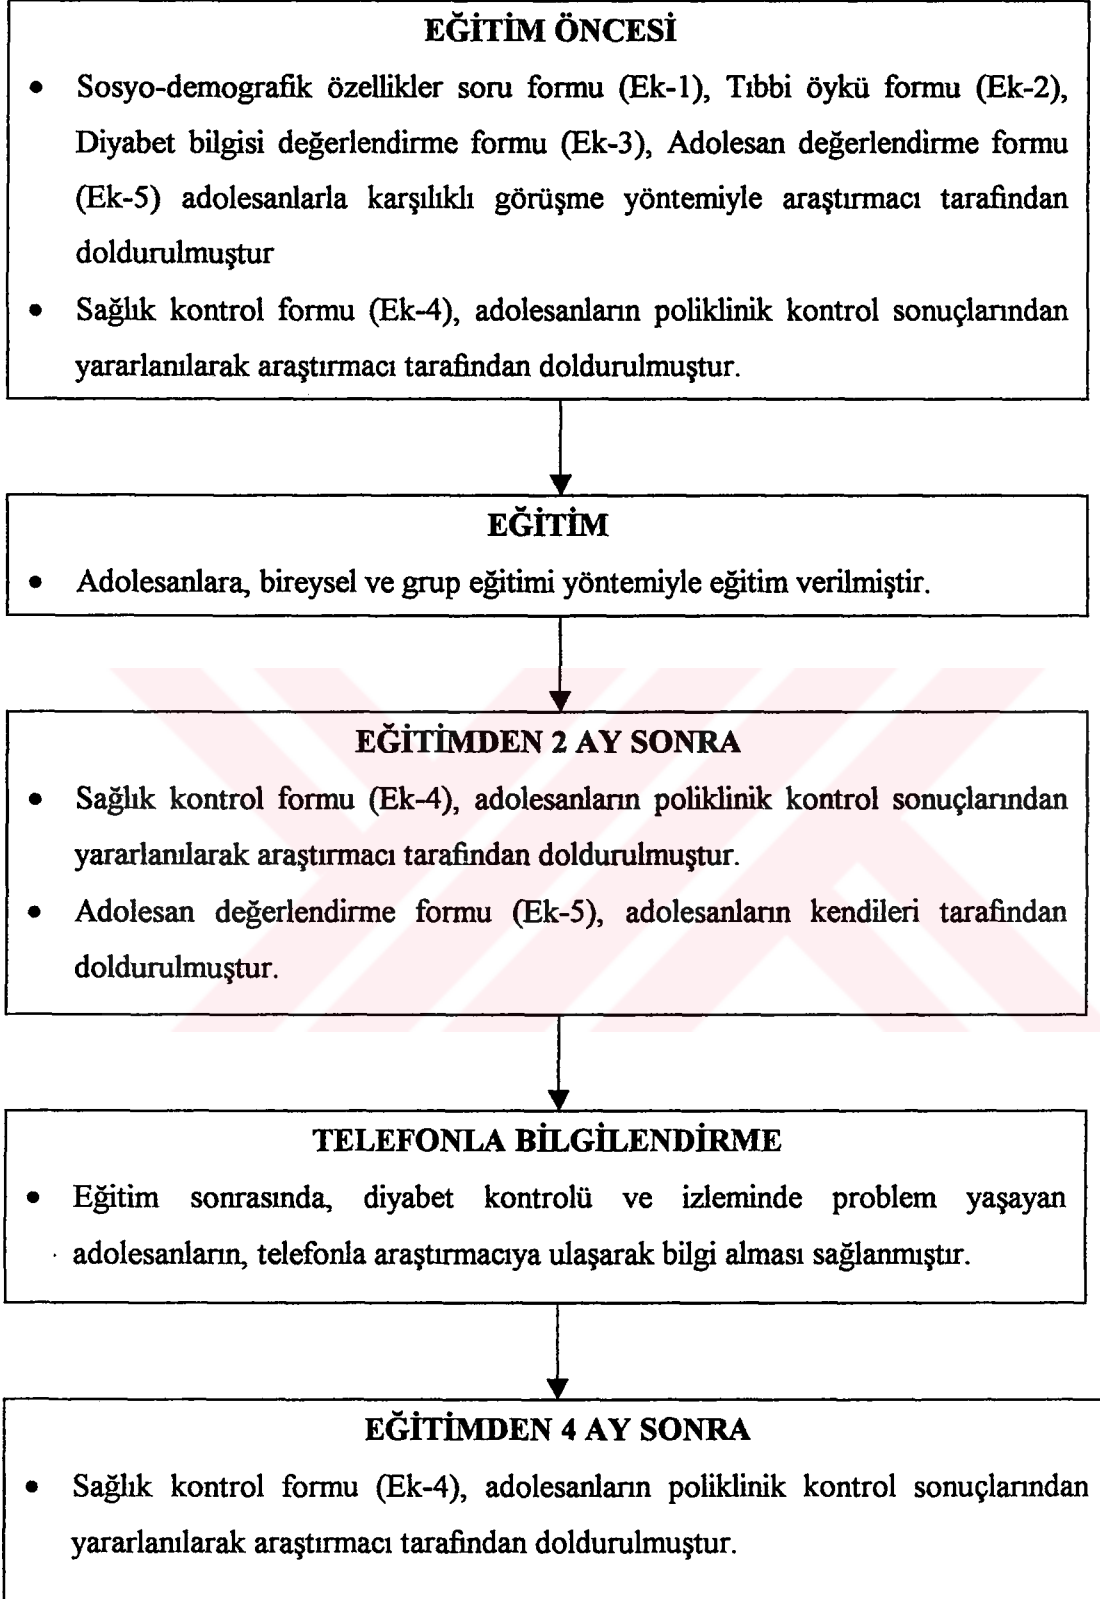 EĞİTİM ÖNCESİ
• Sosyo-demografik özellikler soru formu (Ek-1), Tıbbi öykü formu (Ek-2),
Diyabet bilgisi değerlendirme formu (Ek-3), Adolesan değerlendirme formu
(Ek-5) adolesanlarla karşılıklı görüşme yöntemiyle araştırmacı tarafından
doldurulmuştur
• Sağlık kontrol formu (Ek-4), adolesanların poliklinik kontrol sonuçlarından
yararlanılarak araştırmacı tarafından doldurulmuştur.
EĞİTİM
• Adolesanlara, bireysel ve grup eğitimi yöntemiyle eğitim verilmiştir.
EĞİTİMDEN 2 AY SONRA
• Sağlık kontrol formu (Ek-4), adolesanların poliklinik kontrol sonuçlarından
yararlanılarak araştırmacı tarafından doldurulmuştur.
• Adolesan değerlendirme formu (Ek-5), adolesanların kendileri tarafından
doldurulmuştur.
TELEFONLA BİLGİLENDİRME
• Eğitim sonrasında, diyabet kontrolü ve izleminde problem yaşayan
adolesanların, telefonla araştırmacıya ulaşarak bilgi alması sağlanmıştır.
EĞİTİMDEN 4 AY SONRA
• Sağlık kontrol formu (Ek-4), adolesanların poliklinik kontrol sonuçlarından
yararlanılarak araştırmacı tarafından doldurulmuştur.